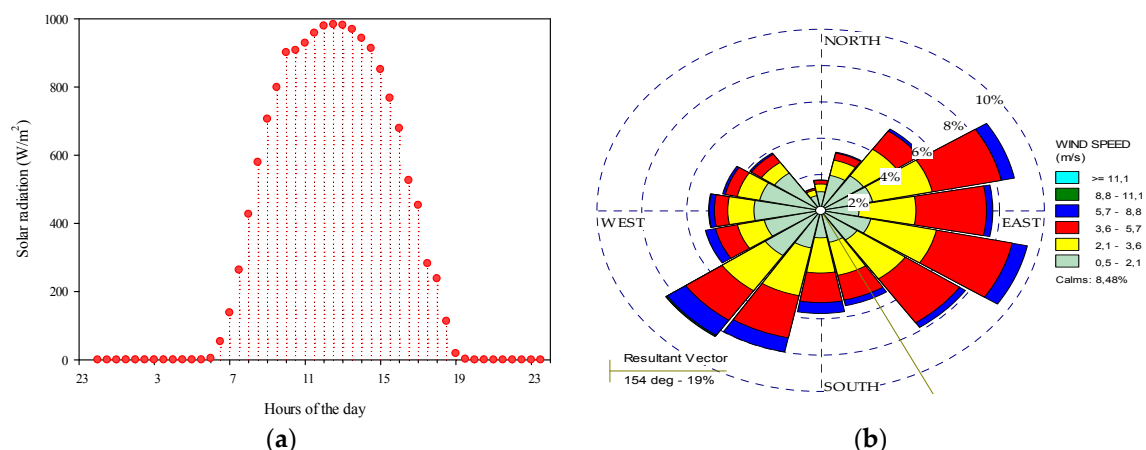 1000
800
600
400
200
0
Solar radiation (W/m²)
23 3 7 11 15 19 23
Hours of the day
(a)
NORTH
10%
8%
6%
4%
2%
WEST
EAST
SOUTH
WIND SPEED
(m/s)
>= 11,1
8,8 - 11,1
5,7 - 8,8
3,6 - 5,7
2,1 - 3,6
0,5 - 2,1
Calms: 8,48%
Resultant Vector
154 deg - 19%
(b)